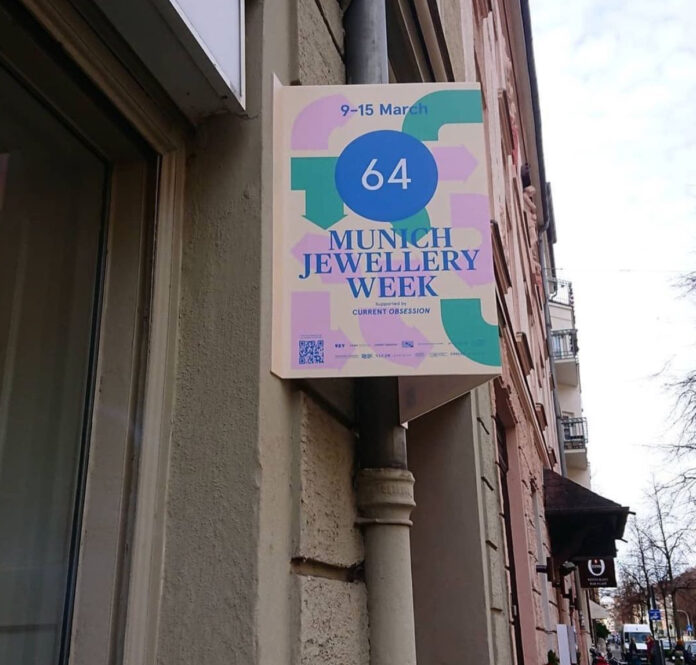 9–15 March
64
MUNICH
JEWELLERY
WEEK
Supported by
CURRENT OBSESSION